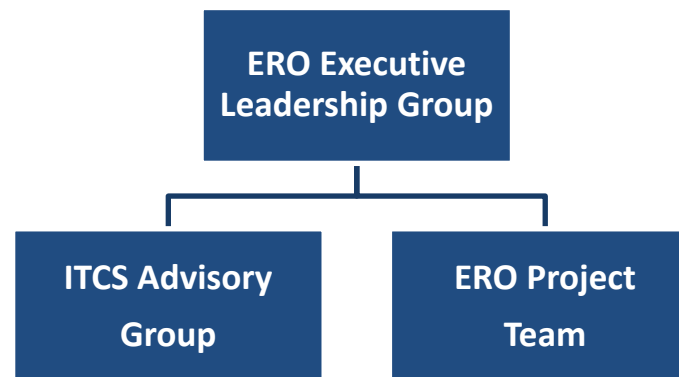 ERO Executive
Leadership Group
ITCS Advisory
Group
ERO Project
Team